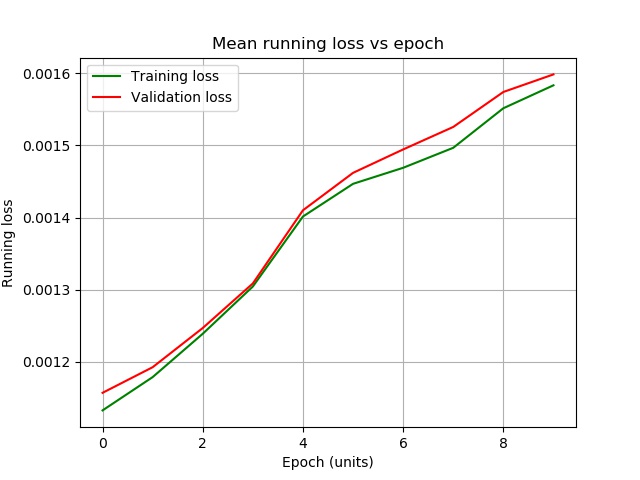 Mean running loss vs epoch
Training loss
Validation loss
0.0016
0.0015
0.0014
0.0013
0.0012
Running loss
0
2
4
6
8
Epoch (units)